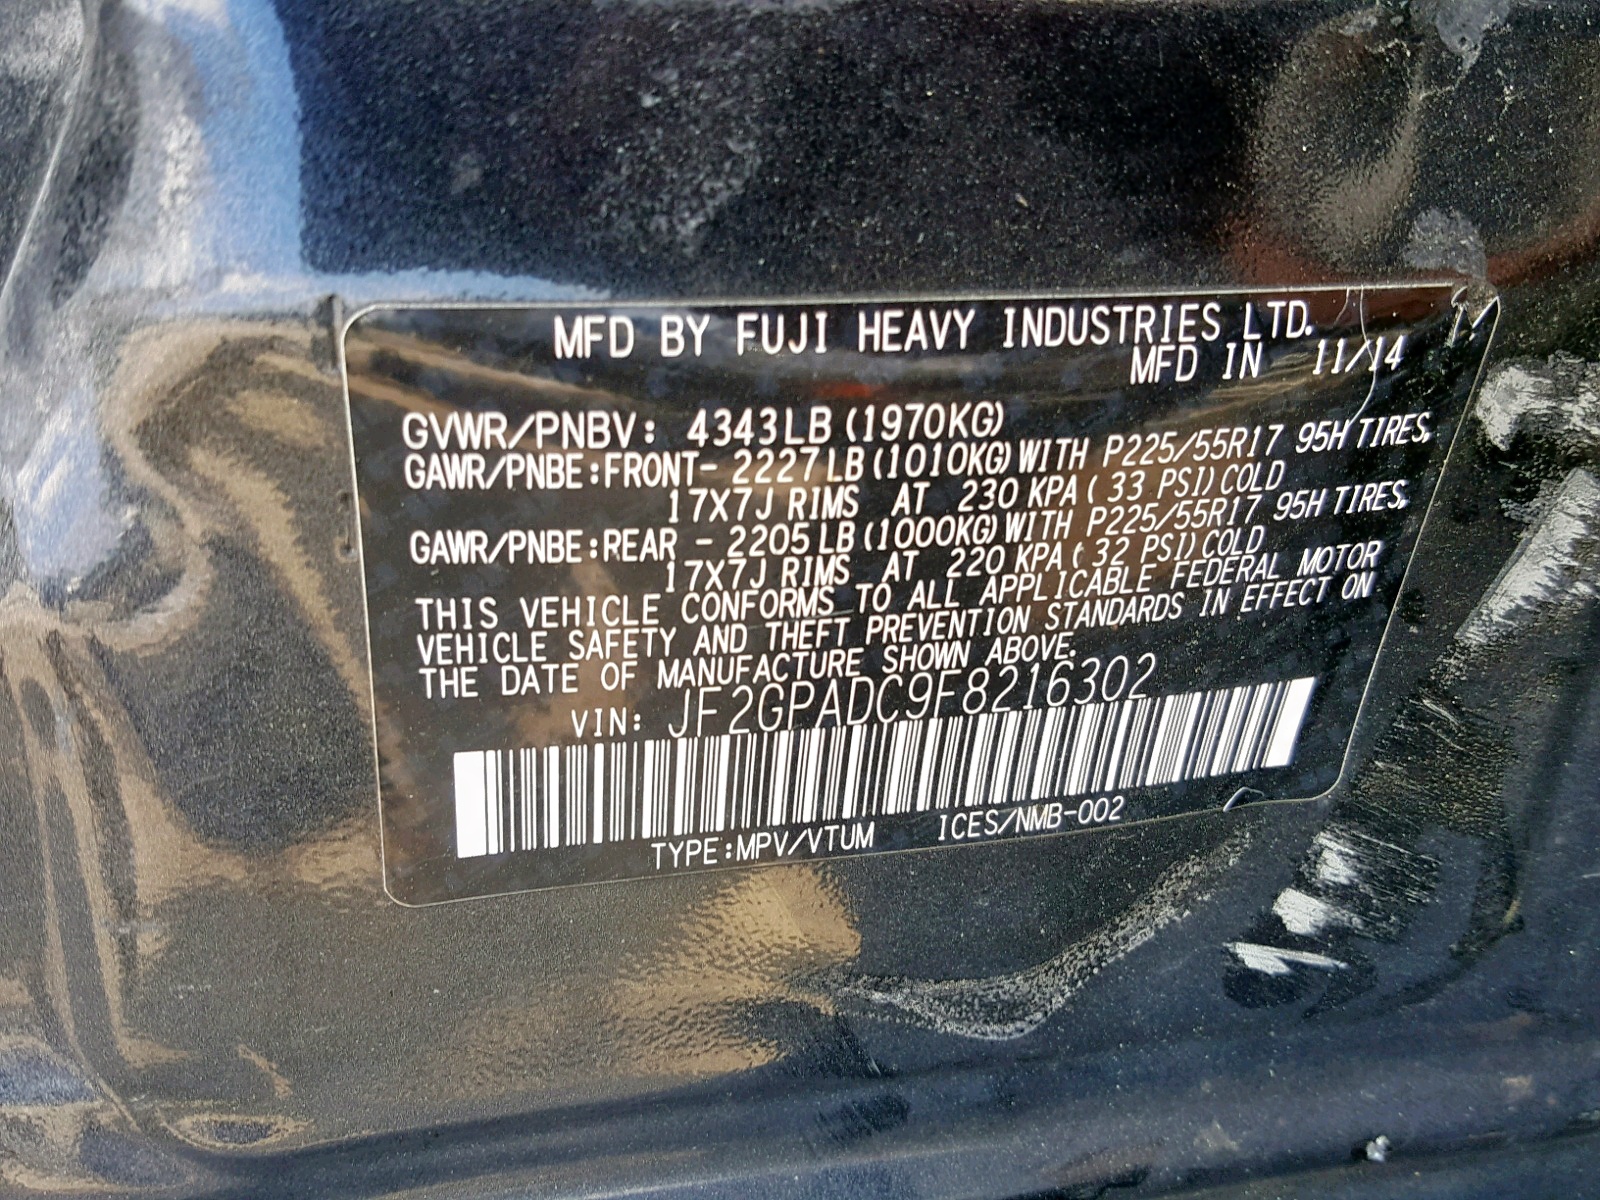 MFD BY FUJI HEAVY INDUSTRIES LTD.
MFD IN 11/14
GVWR/PNBV: 4343LB (1970KG)
GAWR/PNBE:FRONT- 2227LB (1010KG) WITH P225/55R17 95H TIRES,
17X7J RIMS AT 230 KPA ( 33 PSI) COLD
GAWR/PNBE:REAR - 2205LB (1000KG) WITH P225/55R17 95H TIRES,
17X7J RIMS AT 220 KPA ( 32 PSI) COLD
THIS VEHICLE CONFORMS TO ALL APPLICABLE FEDERAL MOTOR
VEHICLE SAFETY AND THEFT PREVENTION STANDARDS IN EFFECT ON
THE DATE OF MANUFACTURE SHOWN ABOVE.
VIN: JF2GPADC9F8216302
TYPE:MPV/VTUM ICES/NMB-002